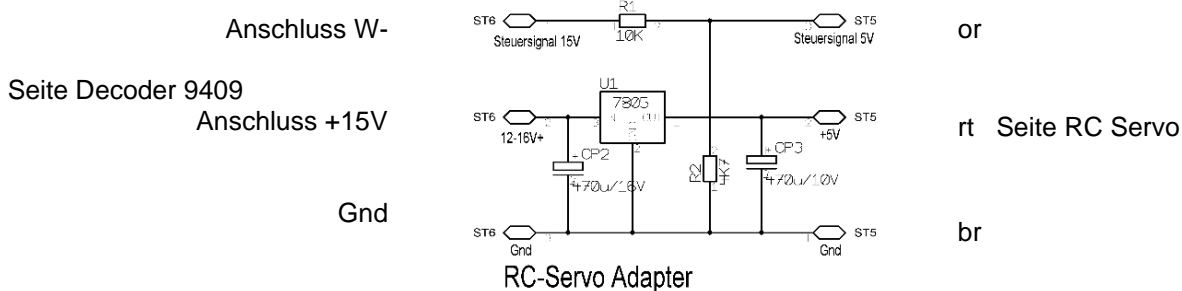 Anschluss W-
ST6
Steuersignal 15V
R1
10K
ST5
Steuersignal 5V
or
Seite Decoder 9409
Anschluss +15V
ST6
12-16V+
U1
7805
ST5
+5V
rt Seite RC Servo
CP2
470u/16V
R2
4K7
CP3
470u/10V
Gnd
ST6
Gnd
ST5
Gnd
br
RC-Servo Adapter